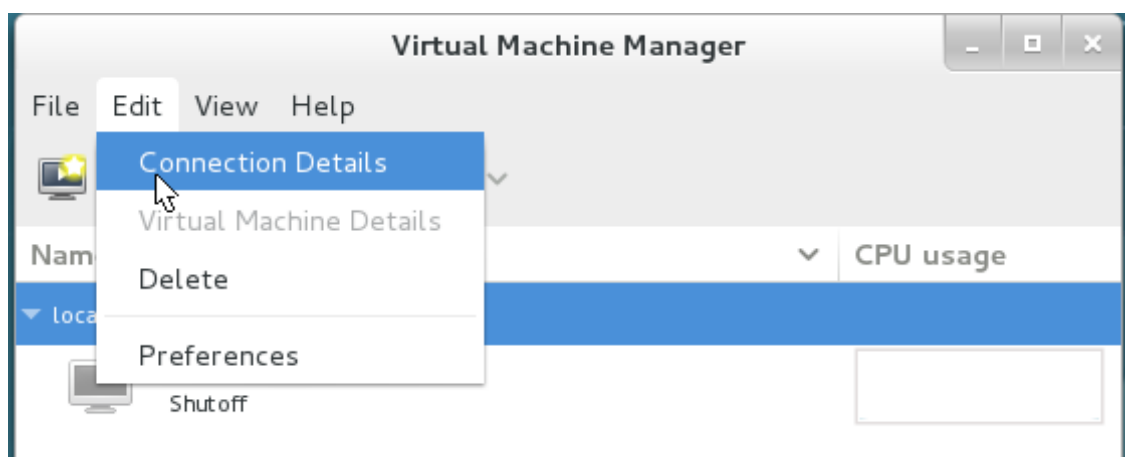 Virtual Machine Manager
File Edit View Help
Connection Details
Virtual Machine Details
Delete
Preferences
CPU usage
Shutoff